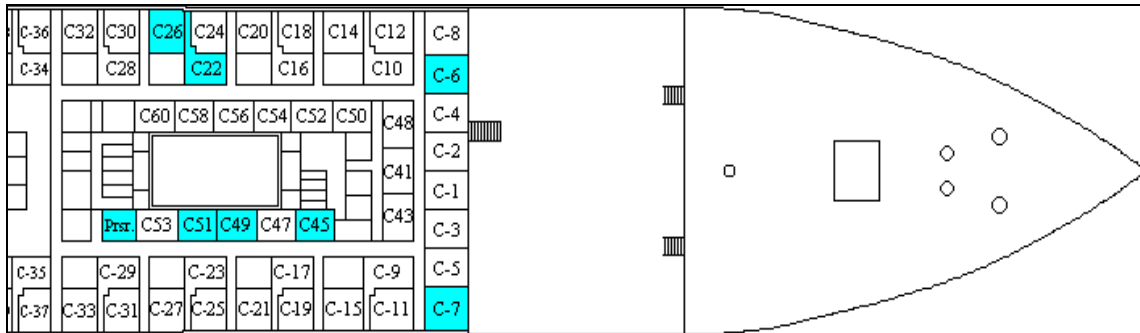 C-36 C32 C30 C26 C24 C20 C18 C14 C12 C-8
C-34 C28 C22 C16 C10 C-6
C60 C58 C56 C54 C52 C50 C48 C-4
C-2
C41 C-1
Prsr. C53 C51 C49 C47 C45 C43 C-3
C-35 C-29 C-23 C-17 C-9 C-5
C-37 C-33 C-31 C-27 C-25 C-21 C-19 C-15 C-11 C-7